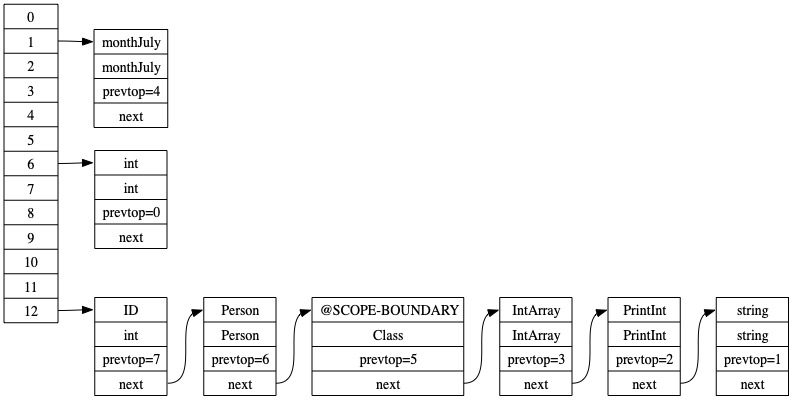 0
1
2
3
4
5
6
7
8
9
10
11
12
monthJuly
monthJuly
prevtop=4
next
int
int
prevtop=0
next
ID
int
prevtop=7
next
Person
Person
prevtop=6
next
@SCOPE-BOUNDARY
Class
prevtop=5
next
IntArray
IntArray
prevtop=3
next
PrintInt
PrintInt
prevtop=2
next
string
string
prevtop=1
next